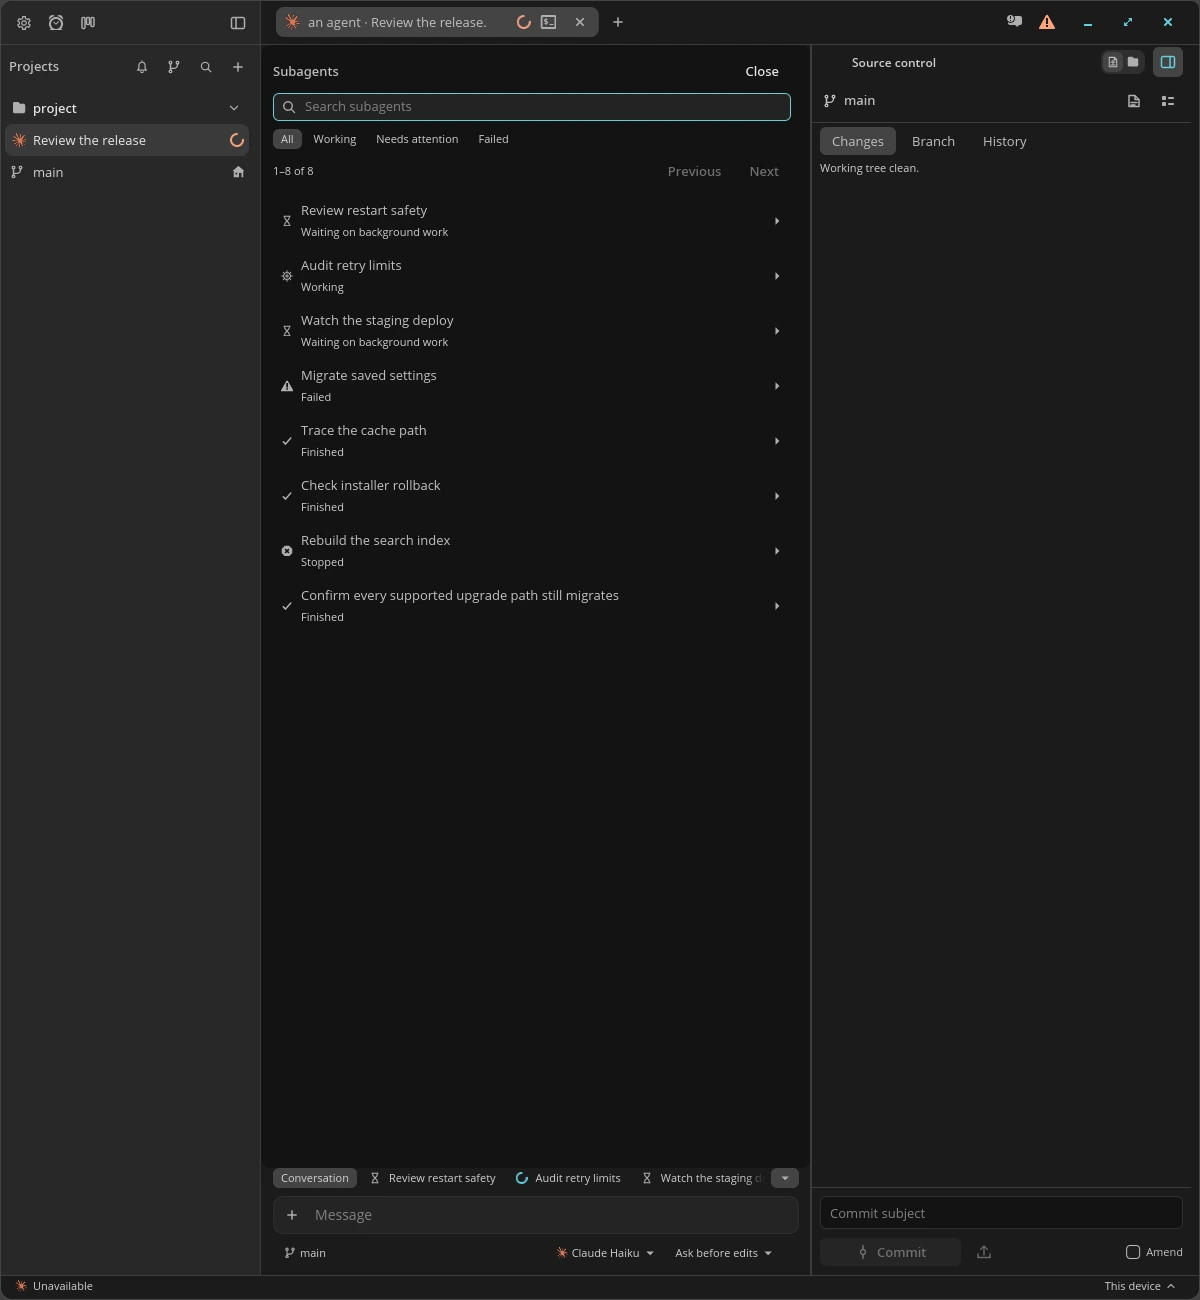 an agent · Review the release.
Projects
project
Review the release
main
Subagents
Close
Search subagents
All
Working
Needs attention
Failed
1–8 of 8
Previous
Next
Review restart safety
Waiting on background work
Audit retry limits
Working
Watch the staging deploy
Waiting on background work
Migrate saved settings
Failed
Trace the cache path
Finished
Check installer rollback
Finished
Rebuild the search index
Stopped
Confirm every supported upgrade path still migrates
Finished
Conversation
Review restart safety
Audit retry limits
Watch the staging d
Message
main
Claude Haiku
Ask before edits
Source control
main
Changes
Branch
History
Working tree clean.
Commit subject
Commit
Amend
Unavailable
This device